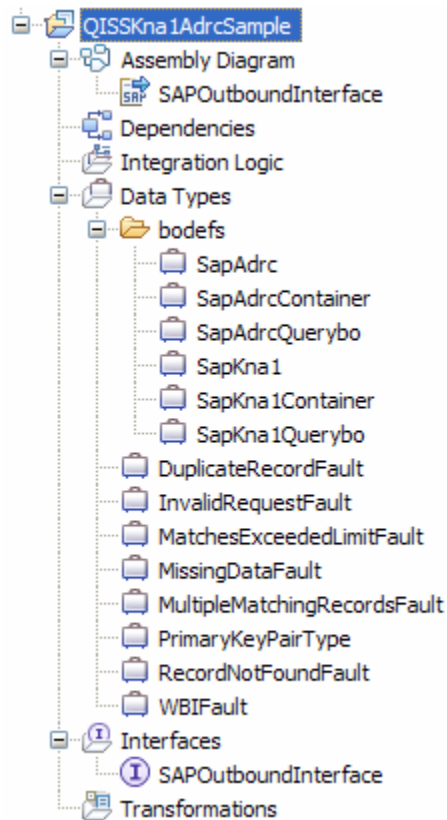 QISSKna1AdrcSample
Assembly Diagram
SAP SAPOutboundInterface
Dependencies
Integration Logic
Data Types
bodefs
SapAdrc
SapAdrcContainer
SapAdrcQuerybo
SapKna1
SapKna1Container
SapKna1Querybo
DuplicateRecordFault
InvalidRequestFault
MatchesExceededLimitFault
MissingDataFault
MultipleMatchingRecordsFault
PrimaryKeyPairType
RecordNotFoundFault
WBIFault
I Interfaces
I SAPOutboundInterface
Transformations